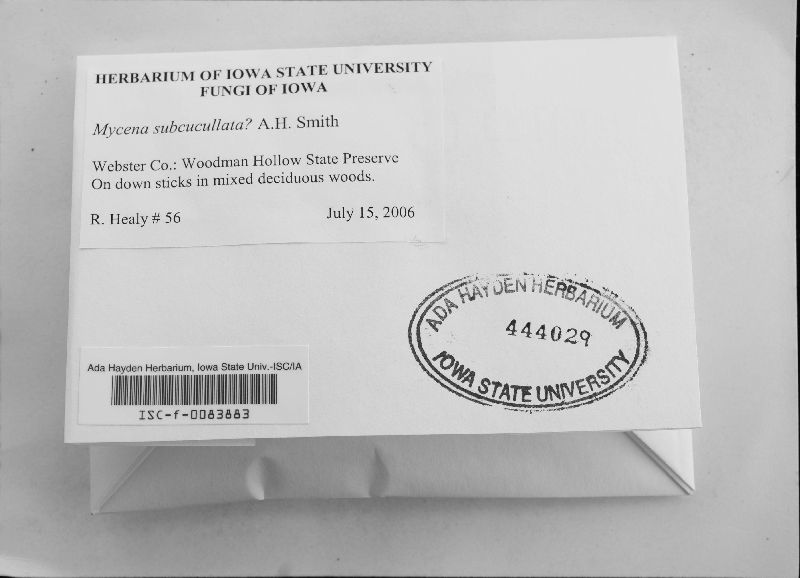 HERBARIUM OF IOWA STATE UNIVERSITY
FUNGI OF IOWA
Mycena subcucullata? A.H. Smith
Webster Co.: Woodman Hollow State Preserve
On down sticks in mixed deciduous woods.
R. Healy # 56 July 15, 2006
ADA HAYDEN HERBARIUM
444029
IOWA STATE UNIVERSITY
Ada Hayden Herbarium, Iowa State Univ.-ISC/IA
ISC-f-0083883